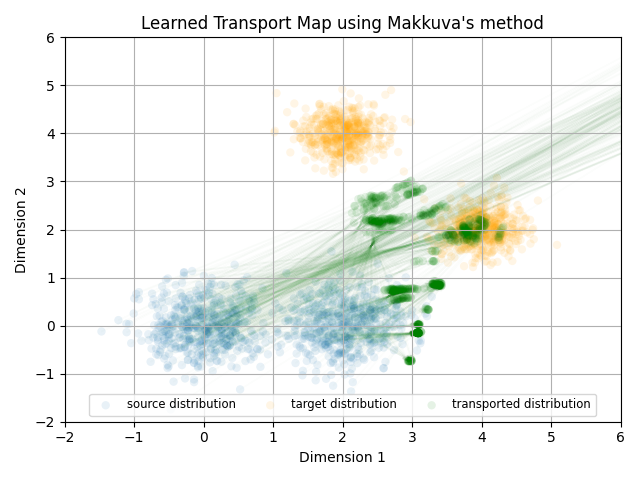 Learned Transport Map using Makkuva's method
6
5
4
3
2
1
0
−1
−2
Dimension 2
source distribution target distribution transported distribution
−2 −1 0 1 2 3 4 5 6
Dimension 1